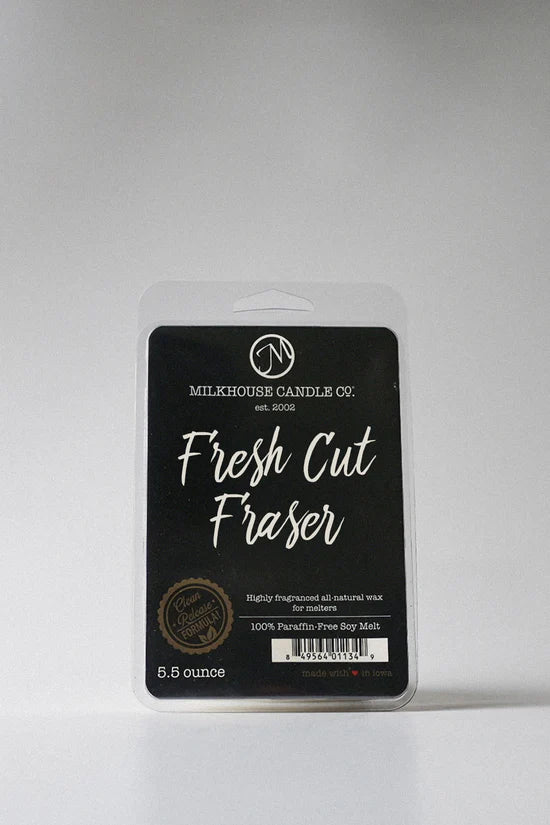 M
MILKHOUSE CANDLE CO.
est. 2002
Fresh Cut
Fraser
Highly fragranced all-natural wax
for melters
100% Paraffin-Free Soy Melt
Clean
Release
FORMULA!
8 49564 01134 9
5.5 ounce
made with ♥ in iowa